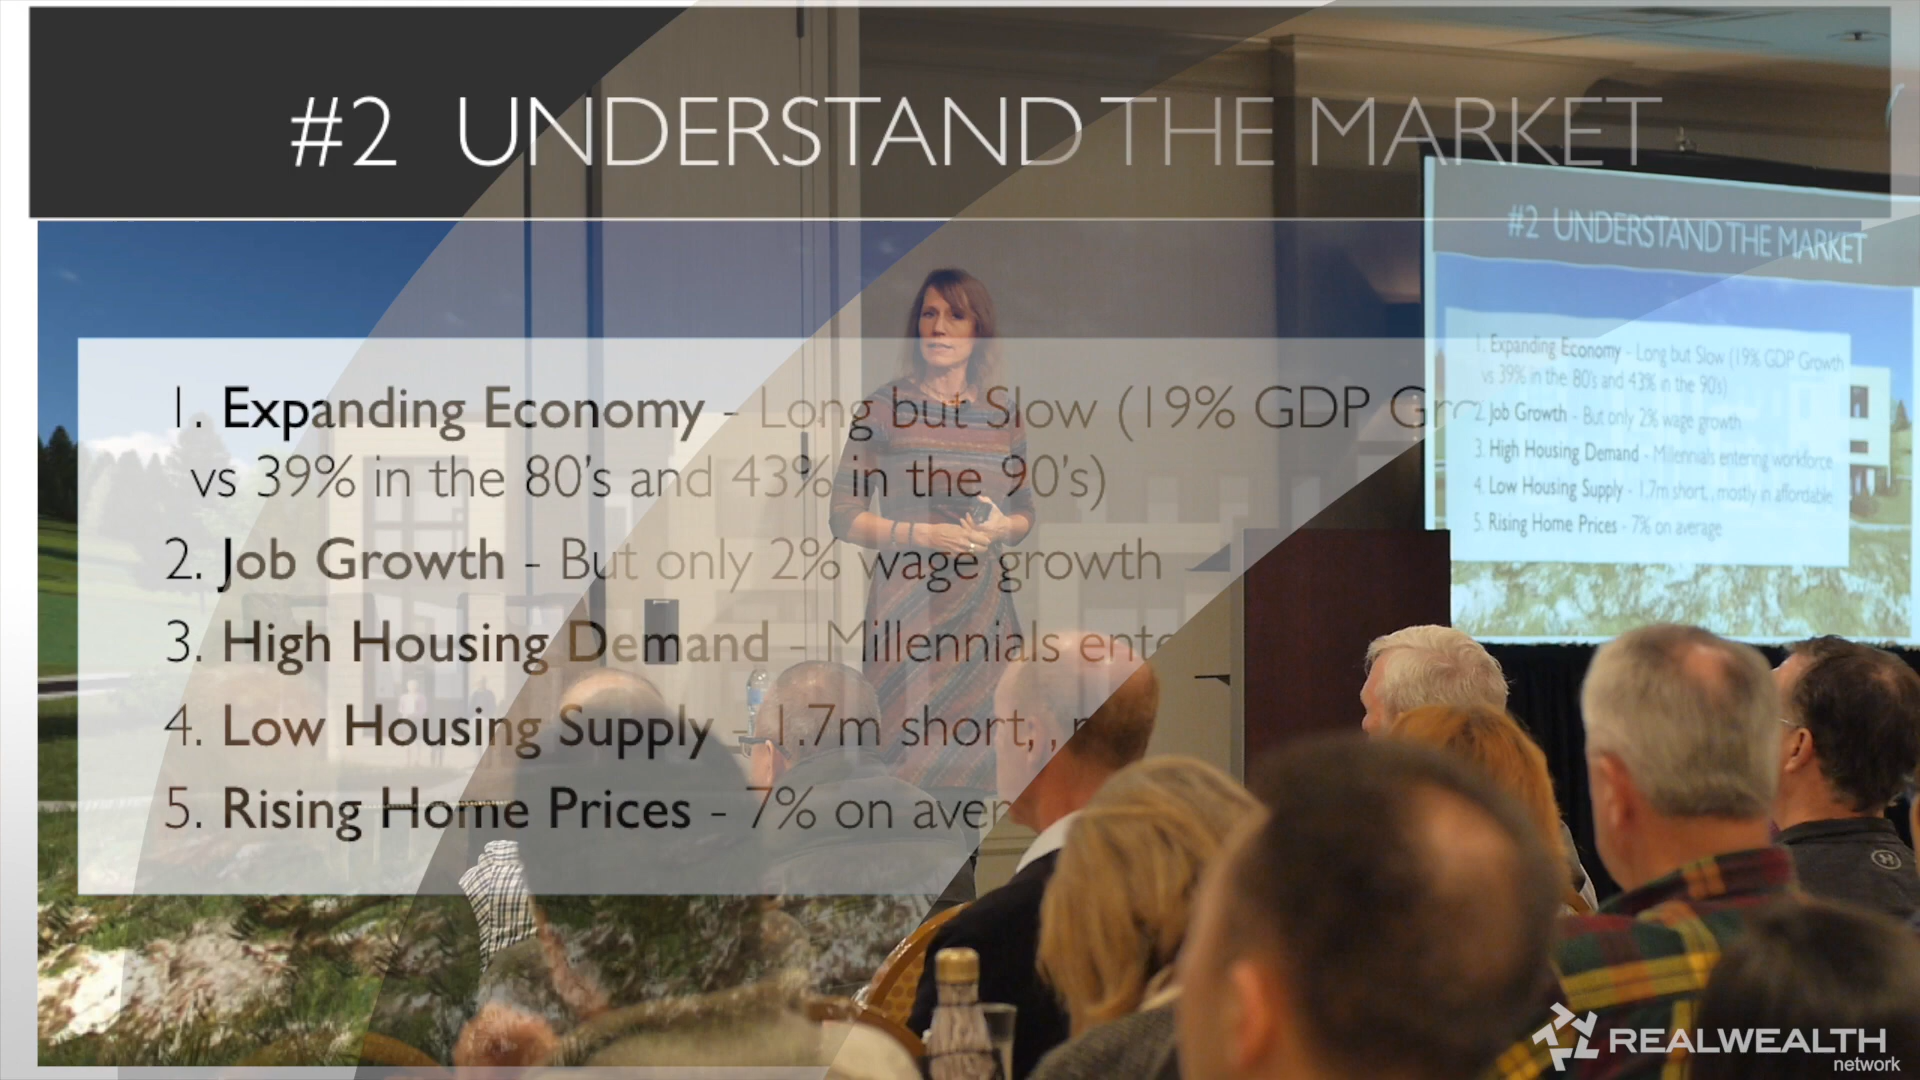 #2 UNDERSTAND THE MARKET
1. Expanding Economy - Long but Slow (19% GDP Gro
vs 39% in the 80's and 43% in the 90's)
2. Job Growth - But only 2% wage growth
3. High Housing Demand - Millennials ente
4. Low Housing Supply - 1.7m short, ,
5. Rising Home Prices - 7% on aver
#2 UNDERSTAND THE MARKET
1. Expanding Economy - Long but Slow (19% GDP Growth
vs 39% in the 80's and 43% in the 90's)
2. Job Growth - But only 2% wage growth
3. High Housing Demand - Millennials entering workforce
4. Low Housing Supply - 1.7m short, , mostly in affordable
5. Rising Home Prices - 7% on average
REALWEALTH
network